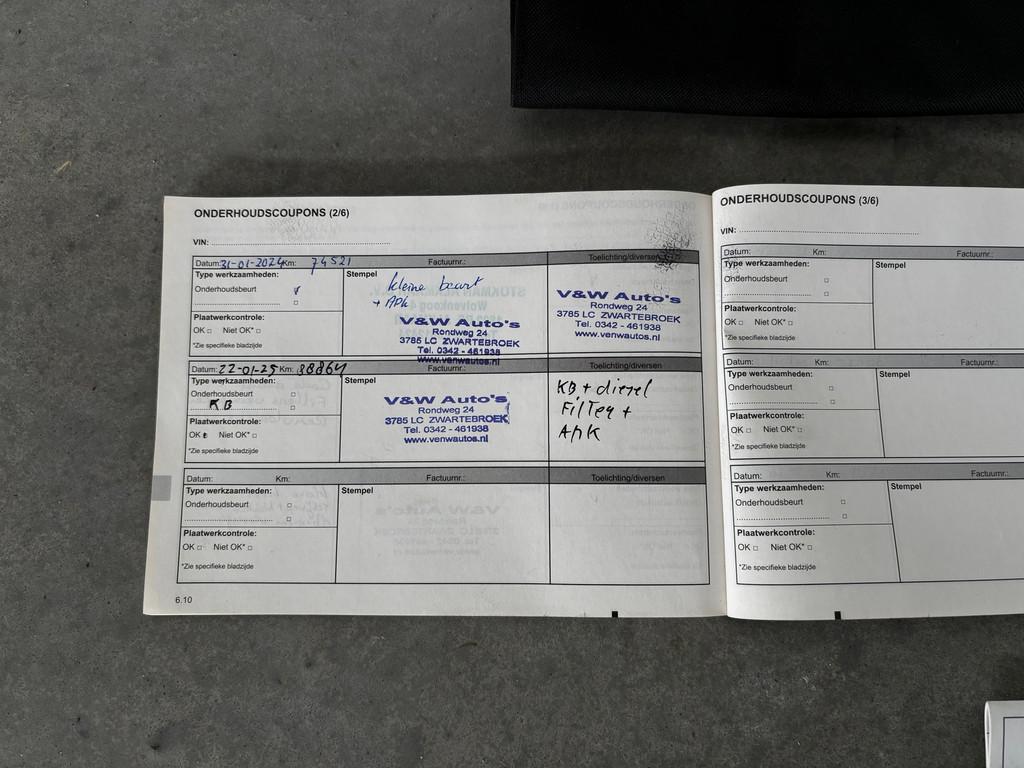 ONDERHOUDSCOUPONS (2/6)
VIN:
Datum: 31-01-2024 Km: 74521 Factuurnr.: Toelichting/diversen
Type werkzaamheden:
Onderhoudsbeurt
Stempel
kleine beurt
+ APK
V&W Auto's
Rondweg 24
3785 LC ZWARTEBROEK
Tel. 0342 - 461938
www.venwautos.nl
V&W Auto's
Rondweg 24
3785 LC ZWARTEBROEK
Tel. 0342 - 461938
www.venwautos.nl
Plaatwerkcontrole:
OK Niet OK*
*Zie specifieke bladzijde
Datum: 22-01-25 Km: 88864 Factuurnr.:
Type werkzaamheden:
Onderhoudsbeurt
KB
Stempel
V&W Auto's
Rondweg 24
3785 LC ZWARTEBROEK
Tel. 0342 - 461938
www.venwautos.nl
KB + diesel
Filter +
APK
Plaatwerkcontrole:
OK Niet OK*
*Zie specifieke bladzijde
Datum: Km: Factuurnr.: Toelichting/diversen
Type werkzaamheden:
Onderhoudsbeurt
Stempel
Plaatwerkcontrole:
OK Niet OK*
*Zie specifieke bladzijde
6.10
ONDERHOUDSCOUPONS (3/6)
VIN:
Datum: Km: Factuurnr.:
Type werkzaamheden:
Onderhoudsbeurt
Stempel
Plaatwerkcontrole:
OK Niet OK*
*Zie specifieke bladzijde
Datum: Km: Factuurnr.:
Type werkzaamheden:
Onderhoudsbeurt
Stempel
Plaatwerkcontrole:
OK Niet OK*
*Zie specifieke bladzijde
Datum: Km: Factuurnr.:
Type werkzaamheden:
Onderhoudsbeurt
Stempel
Plaatwerkcontrole:
OK Niet OK*
*Zie specifieke bladzijde